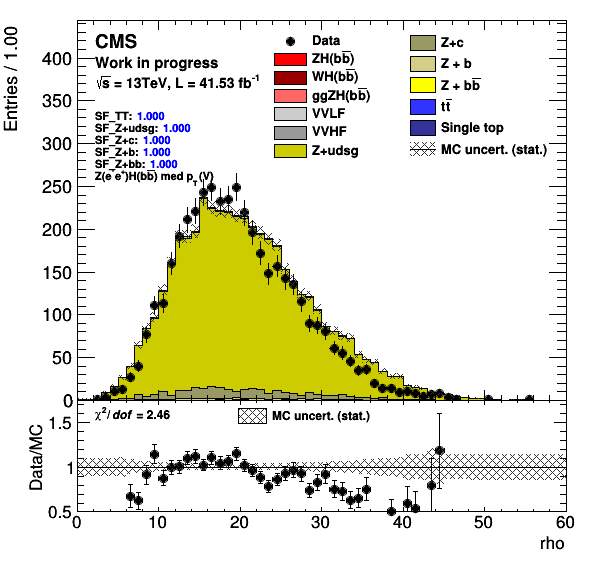 Entries / 1.00
400
350
300
250
200
150
100
50
0
CMS
Work in progress
√s = 13TeV, L = 41.53 fb⁻¹
SF_TT: 1.000
SF_Z+udsg: 1.000
SF_Z+c: 1.000
SF_Z+b: 1.000
SF_Z+bb: 1.000
Z(e⁻e⁺)H(bb̅) med p_T(V)
Data
ZH(bb̅)
WH(bb̅)
ggZH(bb̅)
VVLF
VVHF
Z+udsg
Z+c
Z + b
Z + bb̅
tt̅
Single top
MC uncert. (stat.)
Data/MC
1.5
1
0.5
χ²/dof = 2.46
MC uncert. (stat.)
0 10 20 30 40 50 60
rho